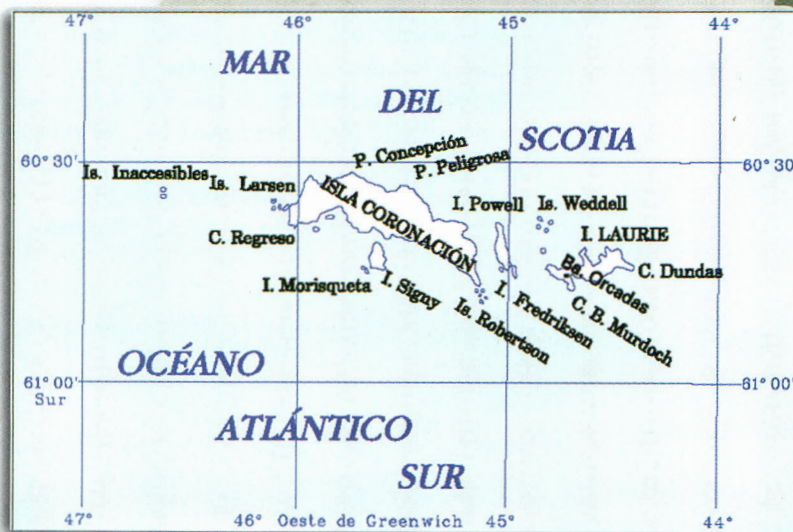 47°
46°
45°
44°
MAR
DEL
SCOTIA
60°30'
60°30'
P. Concepción
P. Peligrosa
Is. Inaccesibles
Is. Larsen
ISLA CORONACIÓN
I. Powell
Is. Weddell
I. LAURIE
C. Regreso
Ba. Orcadas
C. Dundas
I. Morisqueta
I. Signy
Is. Robertson
I. Fredriksen
C. B. Murdoch
OCÉANO
61°00'
Sur
61°00'
ATLÁNTICO
SUR
47°
46°
Oeste de Greenwich
45°
44°